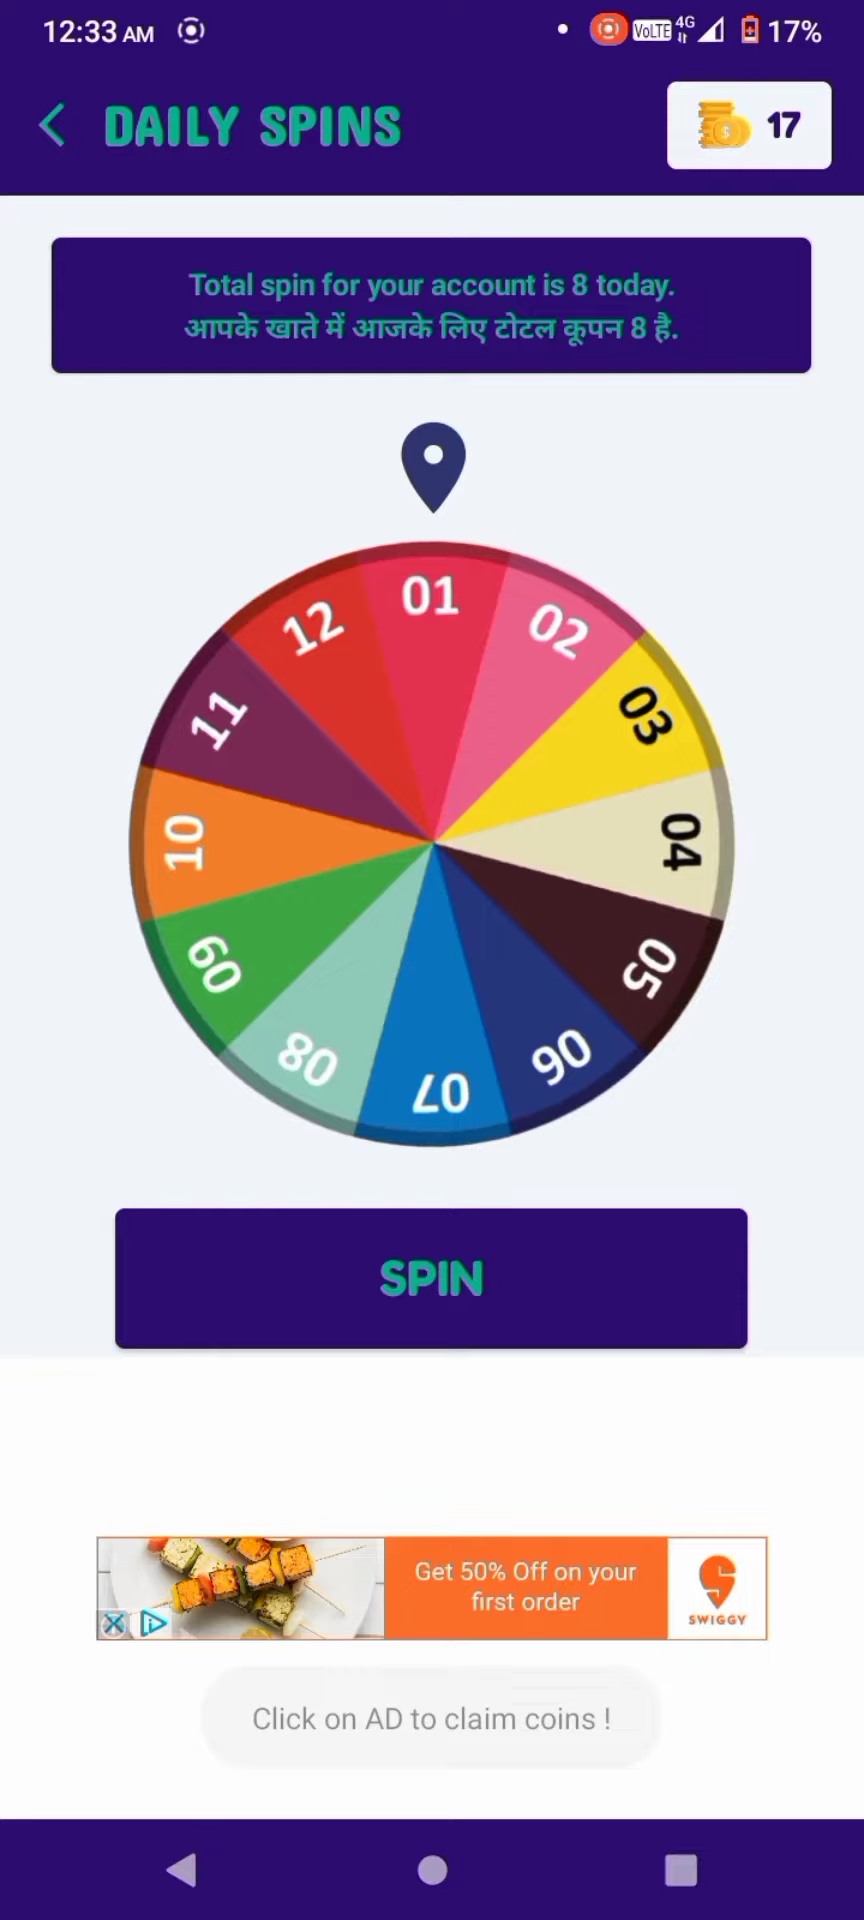 12:33 AM
VoLTE 4G 17%
DAILY SPINS
17
Total spin for your account is 8 today.
आपके खाते में आजके लिए टोटल कूपन 8 है.
01
02
03
04
05
06
07
08
09
10
11
12
SPIN
Get 50% Off on your
first order
SWIGGY
Click on AD to claim coins !